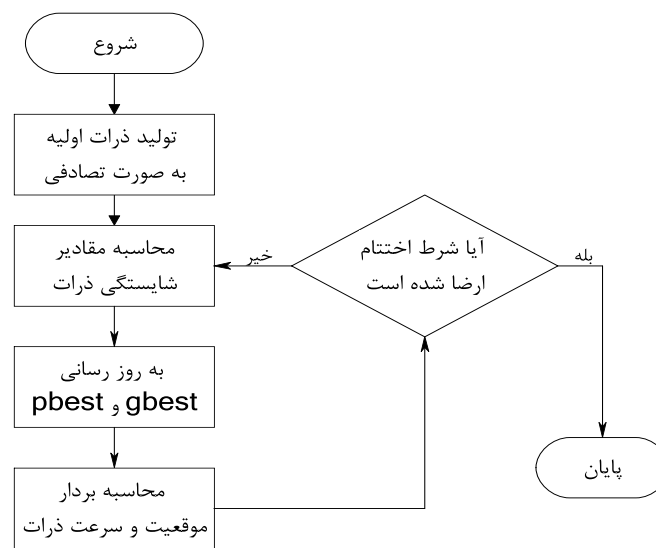 شروع
تولید ذرات اولیه
به صورت تصادفی
محاسبه مقادیر
شایستگی ذرات
به روز رسانی
gbest و pbest
محاسبه بردار
موقعیت و سرعت ذرات
آیا شرط اختتام
ارضا شده است
خیر
بله
پایان